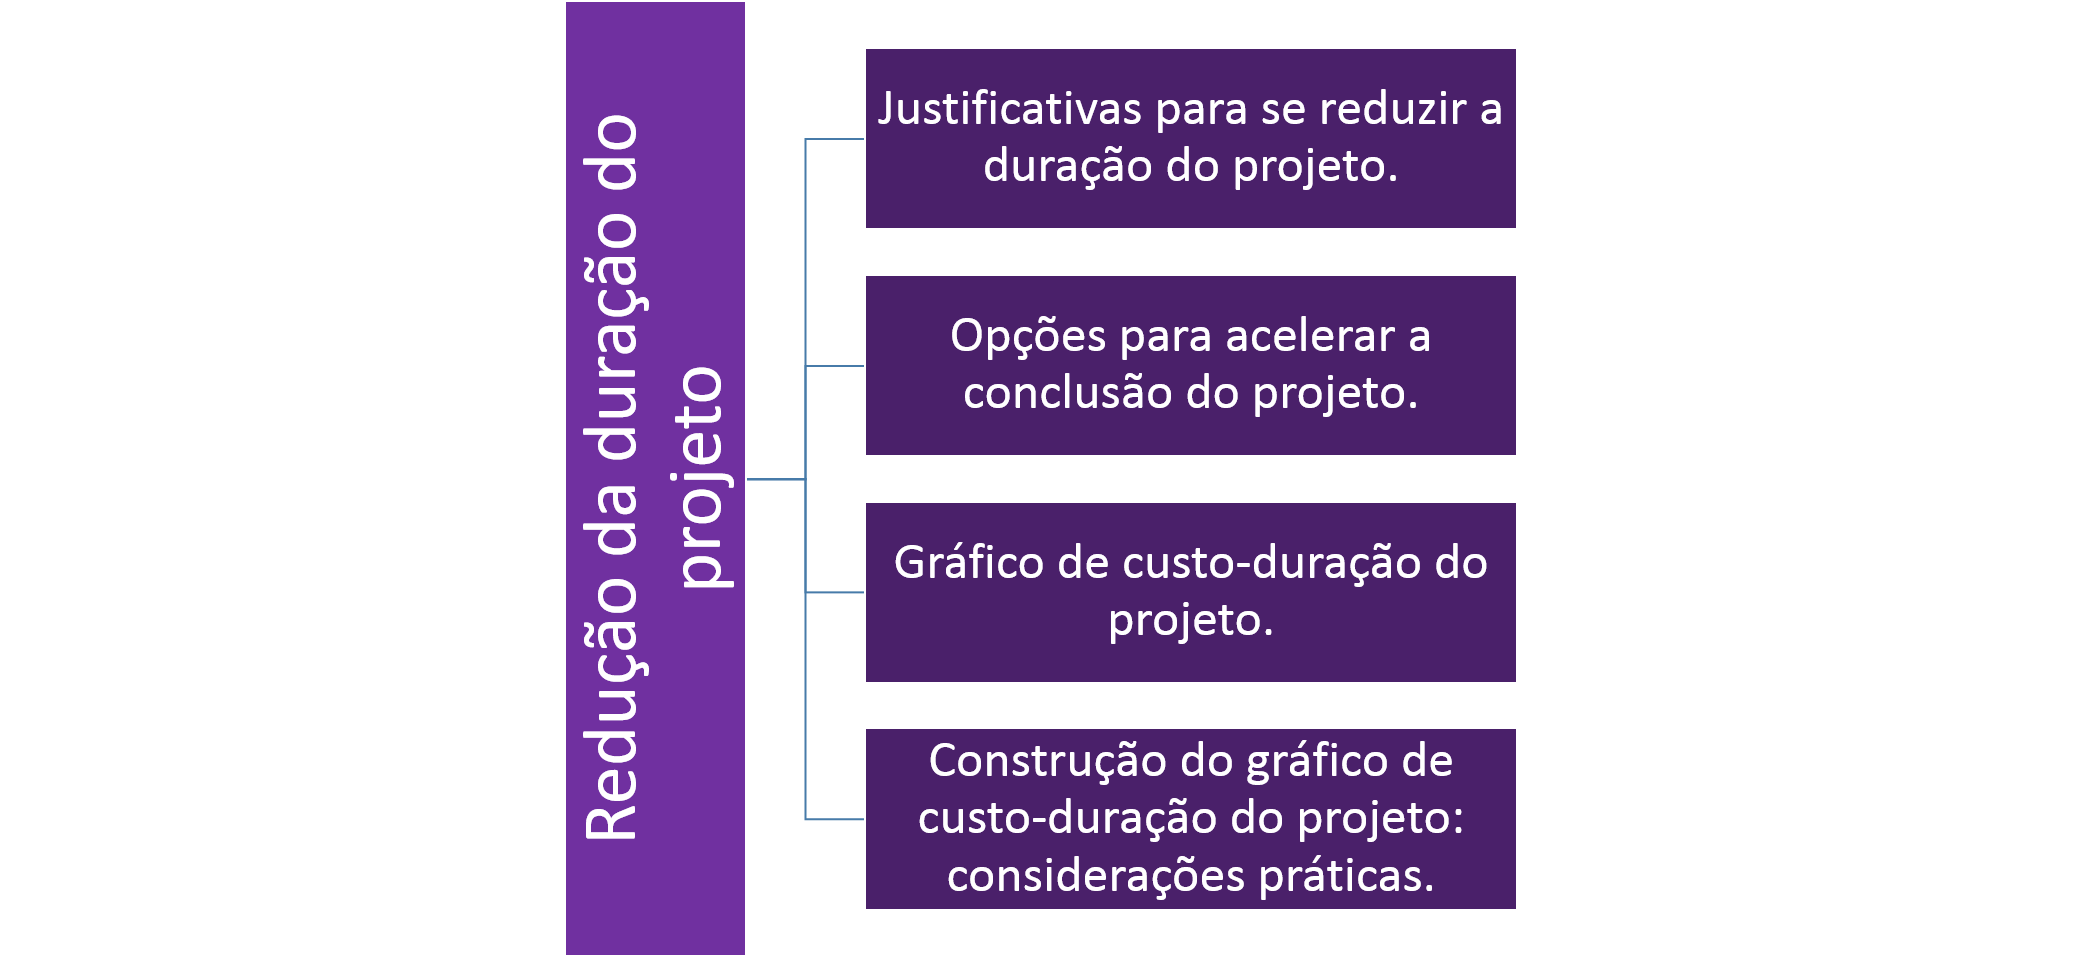 Redução da duração do
projeto
Justificativas para se reduzir a
duração do projeto.
Opções para acelerar a
conclusão do projeto.
Gráfico de custo-duração do
projeto.
Construção do gráfico de
custo-duração do projeto:
considerações práticas.